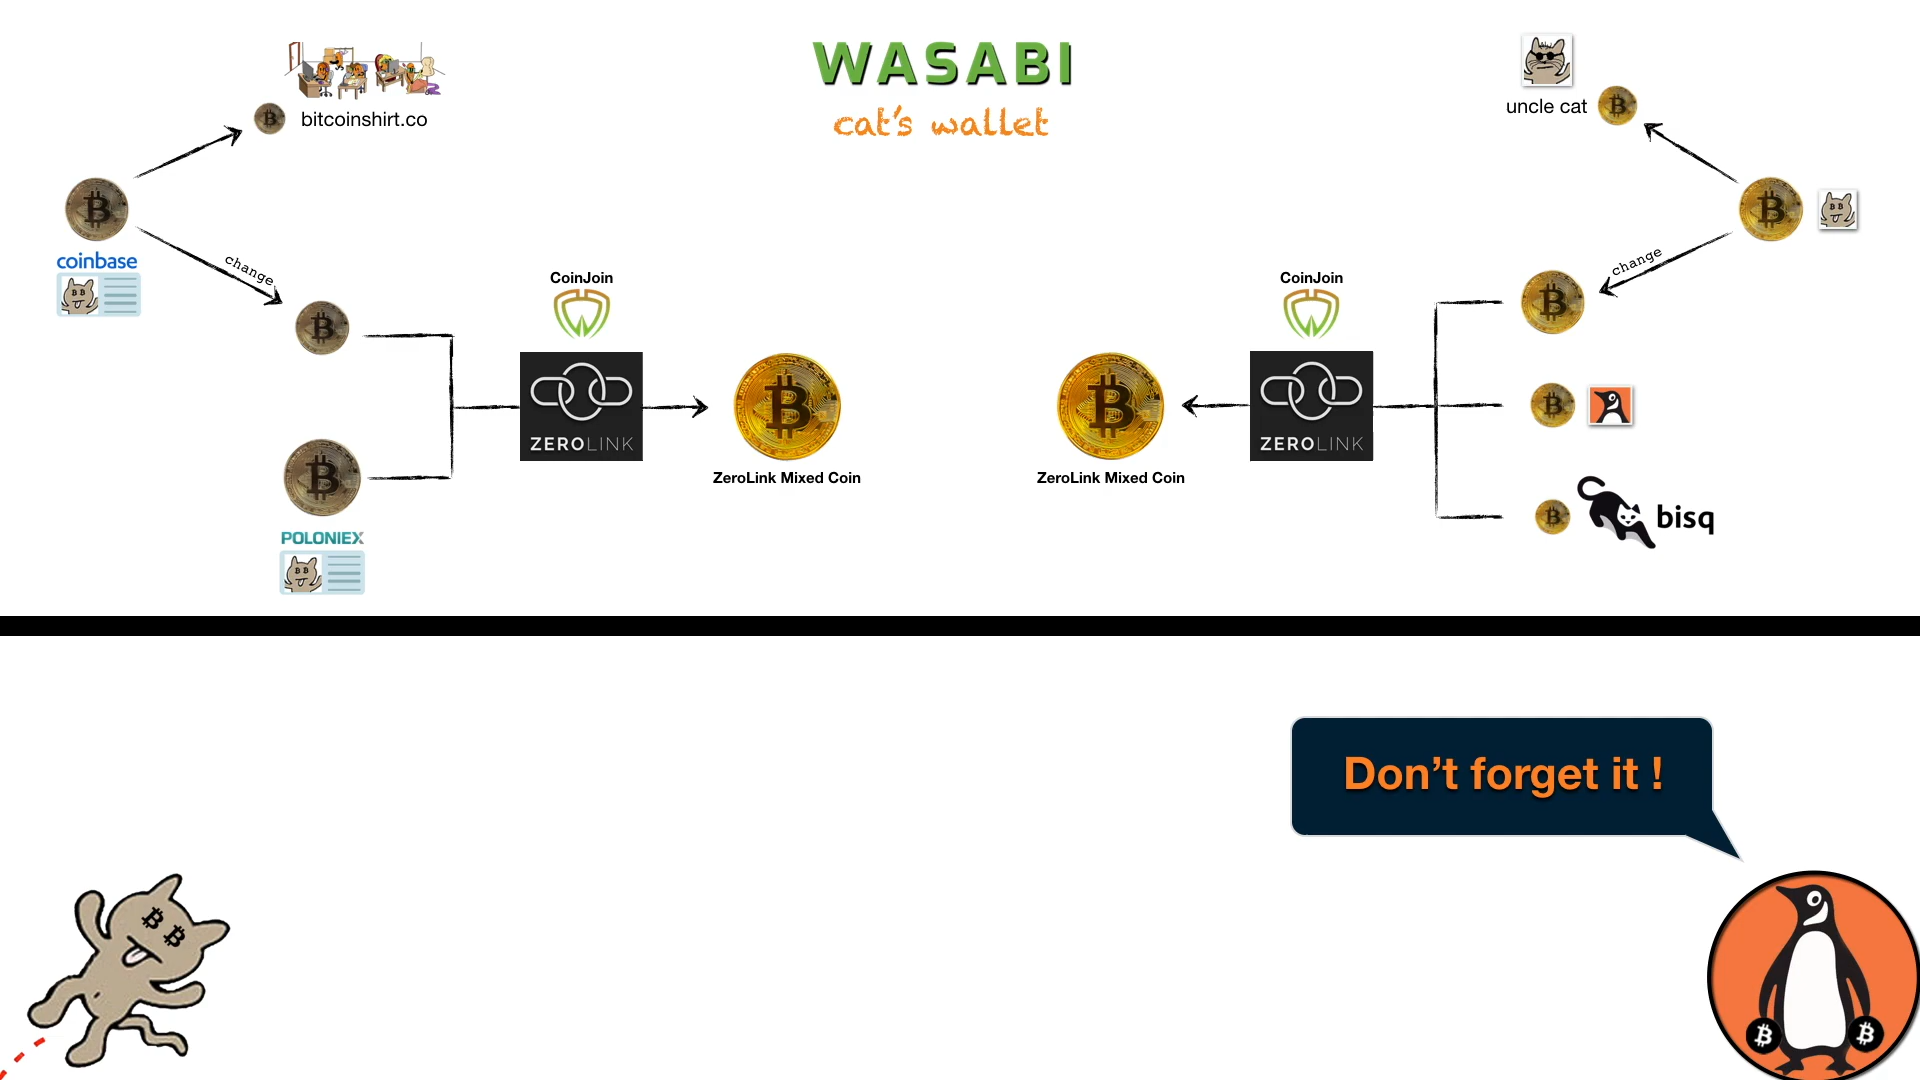 WASABI
cat's wallet
bitcoinshirt.co
coinbase
change
POLONIEX
CoinJoin
ZEROLINK
ZeroLink Mixed Coin
uncle cat
change
CoinJoin
ZEROLINK
ZeroLink Mixed Coin
bisq
Don't forget it !